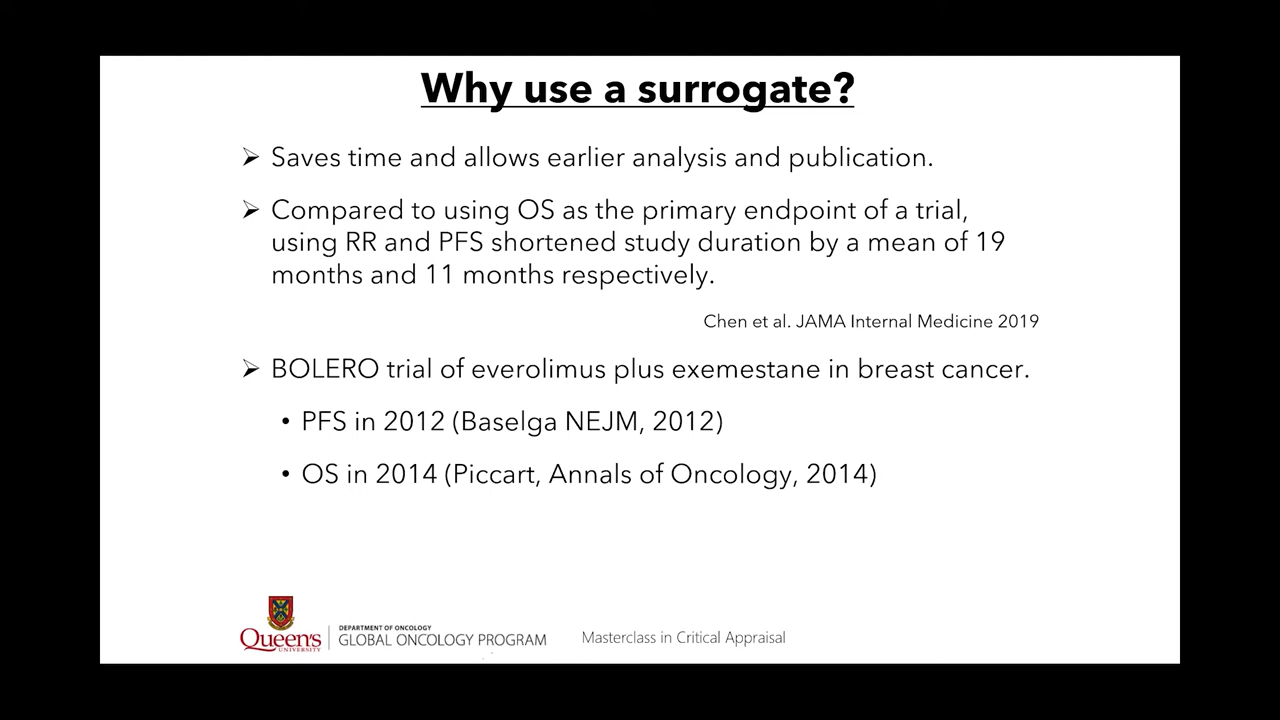 Why use a surrogate?
➢ Saves time and allows earlier analysis and publication.
➢ Compared to using OS as the primary endpoint of a trial,
using RR and PFS shortened study duration by a mean of 19
months and 11 months respectively.
Chen et al. JAMA Internal Medicine 2019
➢ BOLERO trial of everolimus plus exemestane in breast cancer.
• PFS in 2012 (Baselga NEJM, 2012)
• OS in 2014 (Piccart, Annals of Oncology, 2014)
Queen's
UNIVERSITY
DEPARTMENT OF ONCOLOGY
GLOBAL ONCOLOGY PROGRAM
Masterclass in Critical Appraisal